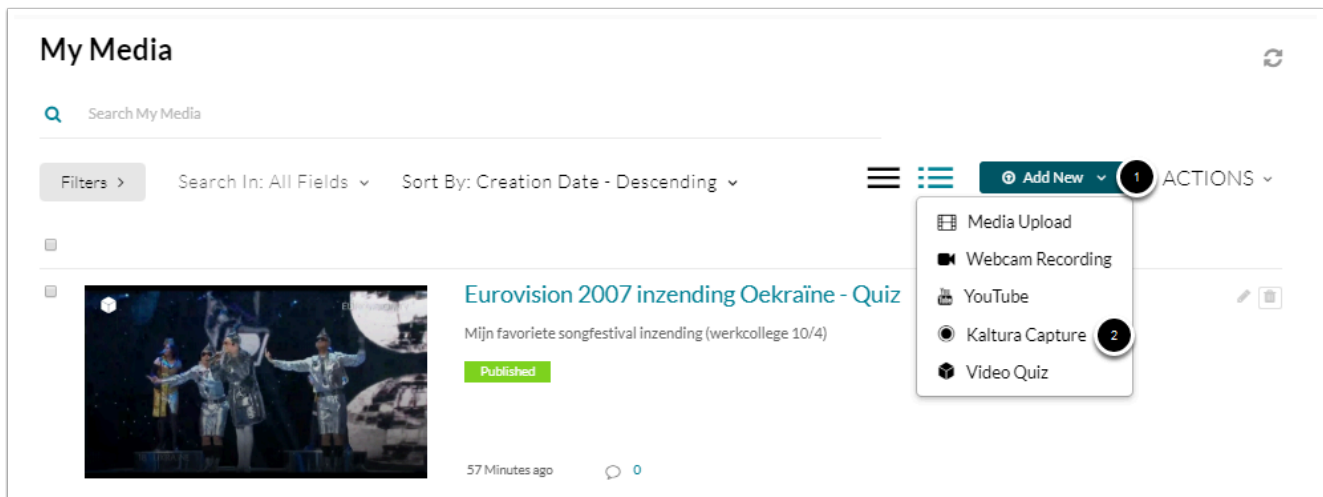 My Media
Search My Media
Filters >
Search In: All Fields
Sort By: Creation Date - Descending
Add New
1
ACTIONS
Media Upload
Webcam Recording
You Tube YouTube
Kaltura Capture 2
Video Quiz
Eurovision 2007 inzending Oekraïne - Quiz
Mijn favoriete songfestival inzending (werkcollege 10/4)
Published
57 Minutes ago
0